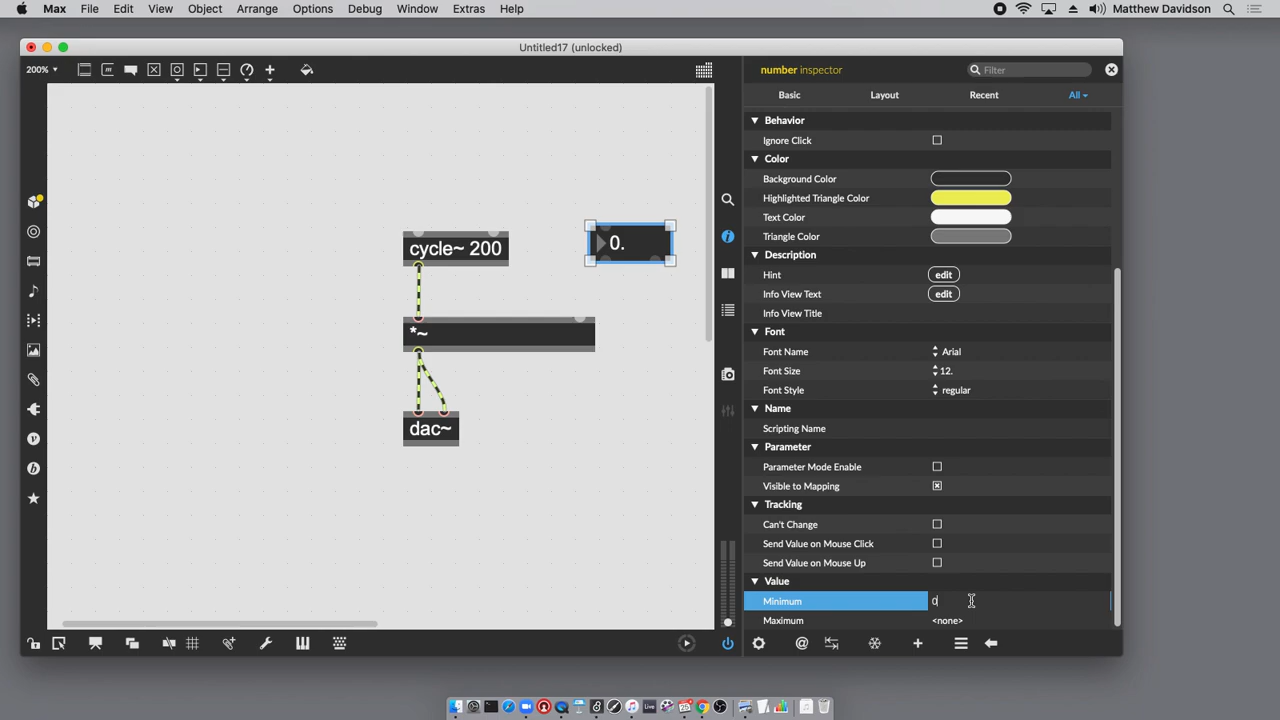 Max File Edit View Object Arrange Options Debug Window Extras Help Matthew Davidson
Untitled17 (unlocked)
200%
number inspector
Filter
Basic Layout Recent All
Behavior
Ignore Click
Color
Background Color
Highlighted Triangle Color
Text Color
Triangle Color
Description
Hint edit
Info View Text edit
Info View Title
Font
Font Name Arial
Font Size 12.
Font Style regular
Name
Scripting Name
Parameter
Parameter Mode Enable
Visible to Mapping
Tracking
Can't Change
Send Value on Mouse Click
Send Value on Mouse Up
Value
Minimum 0
Maximum <none>
cycle~ 200
0.
*~
dac~
Live